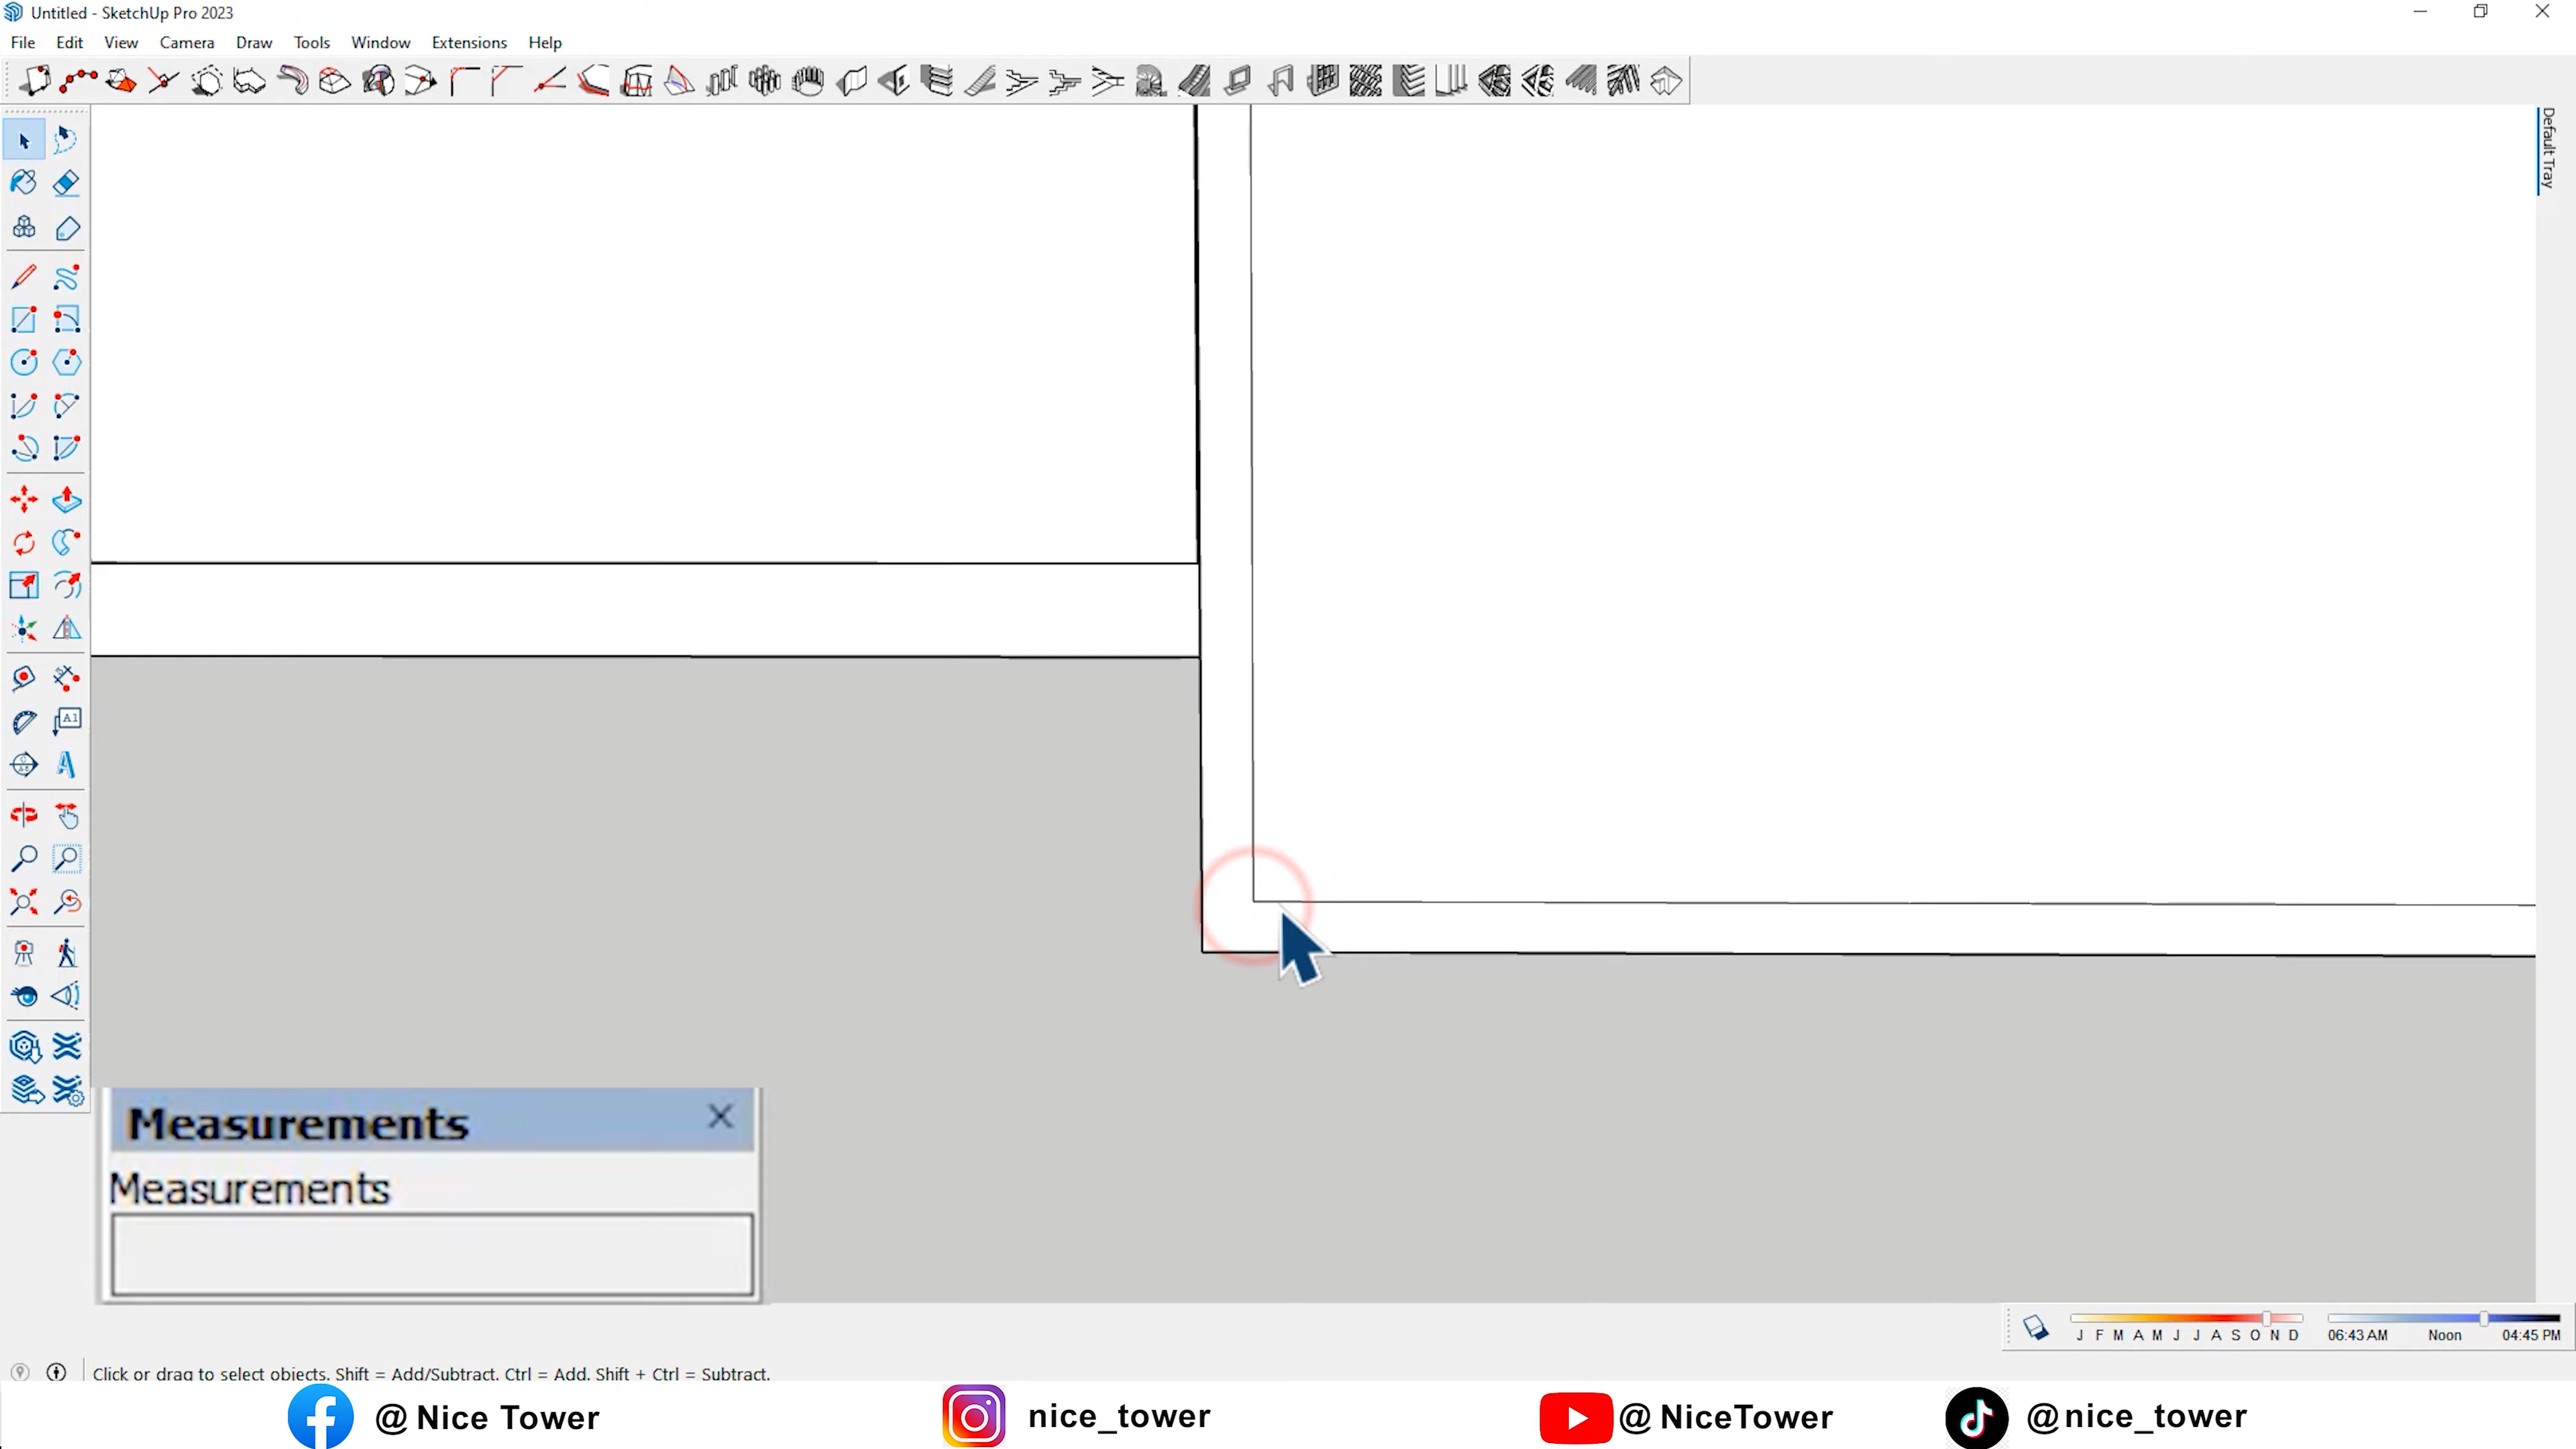 Untitled - SketchUp Pro 2023
File Edit View Camera Draw Tools Window Extensions Help
Default Tray
A1
A
Measurements
Measurements
J F M A M J J A S O N D
06:43 AM Noon 04:45 PM
Click or drag to select objects. Shift = Add/Subtract. Ctrl = Add. Shift + Ctrl = Subtract.
@ Nice Tower
nice_tower
@ NiceTower
@nice_tower